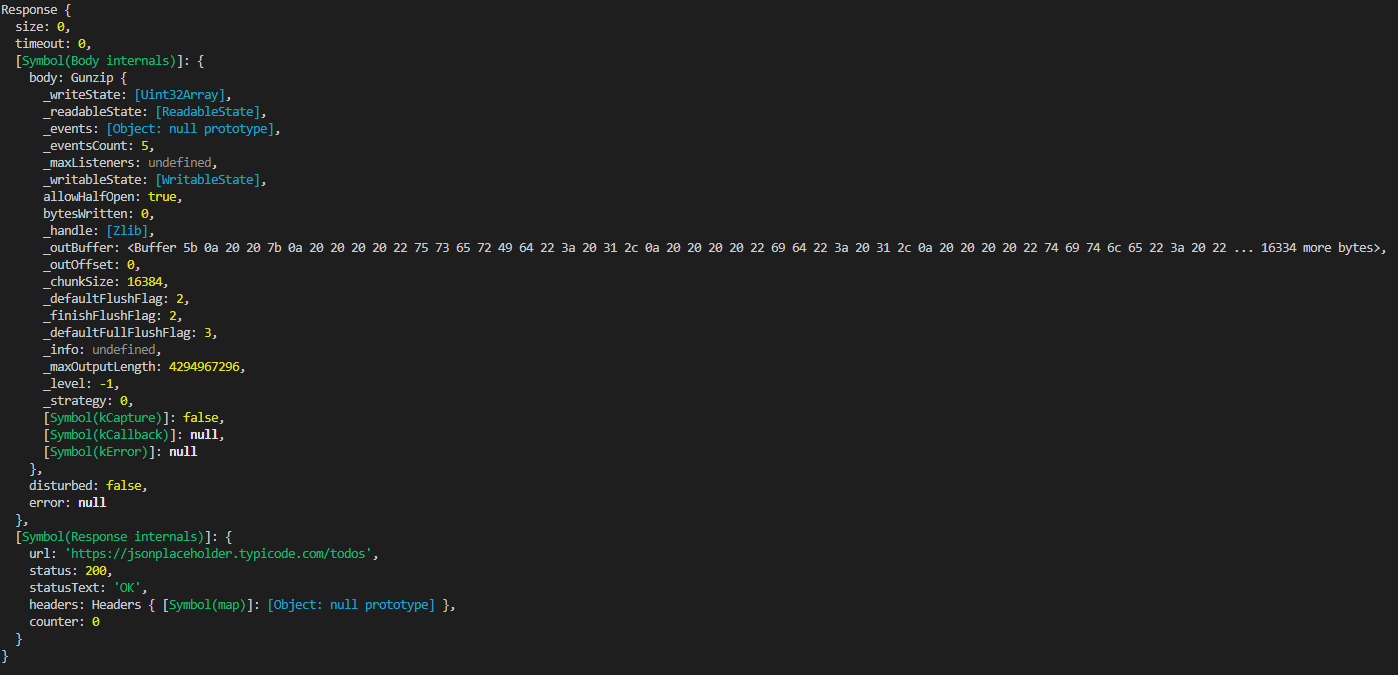 Response {
  size: 0,
  timeout: 0,
  [Symbol(Body internals)]: {
    body: Gunzip {
      _writeState: [Uint32Array],
      _readableState: [ReadableState],
      _events: [Object: null prototype],
      _eventsCount: 5,
      _maxListeners: undefined,
      _writableState: [WritableState],
      allowHalfOpen: true,
      bytesWritten: 0,
      _handle: [Zlib],
      _outBuffer: <Buffer 5b 0a 20 20 7b 0a 20 20 20 20 22 75 73 65 72 49 64 22 3a 20 31 2c 0a 20 20 20 20 22 69 64 22 3a 20 31 2c 0a 20 20 20 20 22 74 69 74 6c 65 22 3a 20 22 ... 16334 more bytes>,
      _outOffset: 0,
      _chunkSize: 16384,
      _defaultFlushFlag: 2,
      _finishFlushFlag: 2,
      _defaultFullFlushFlag: 3,
      _info: undefined,
      _maxOutputLength: 4294967296,
      _level: -1,
      _strategy: 0,
      [Symbol(kCapture)]: false,
      [Symbol(kCallback)]: null,
      [Symbol(kError)]: null
    },
    disturbed: false,
    error: null
  },
  [Symbol(Response internals)]: {
    url: 'https://jsonplaceholder.typicode.com/todos',
    status: 200,
    statusText: 'OK',
    headers: Headers { [Symbol(map)]: [Object: null prototype] },
    counter: 0
  }
}